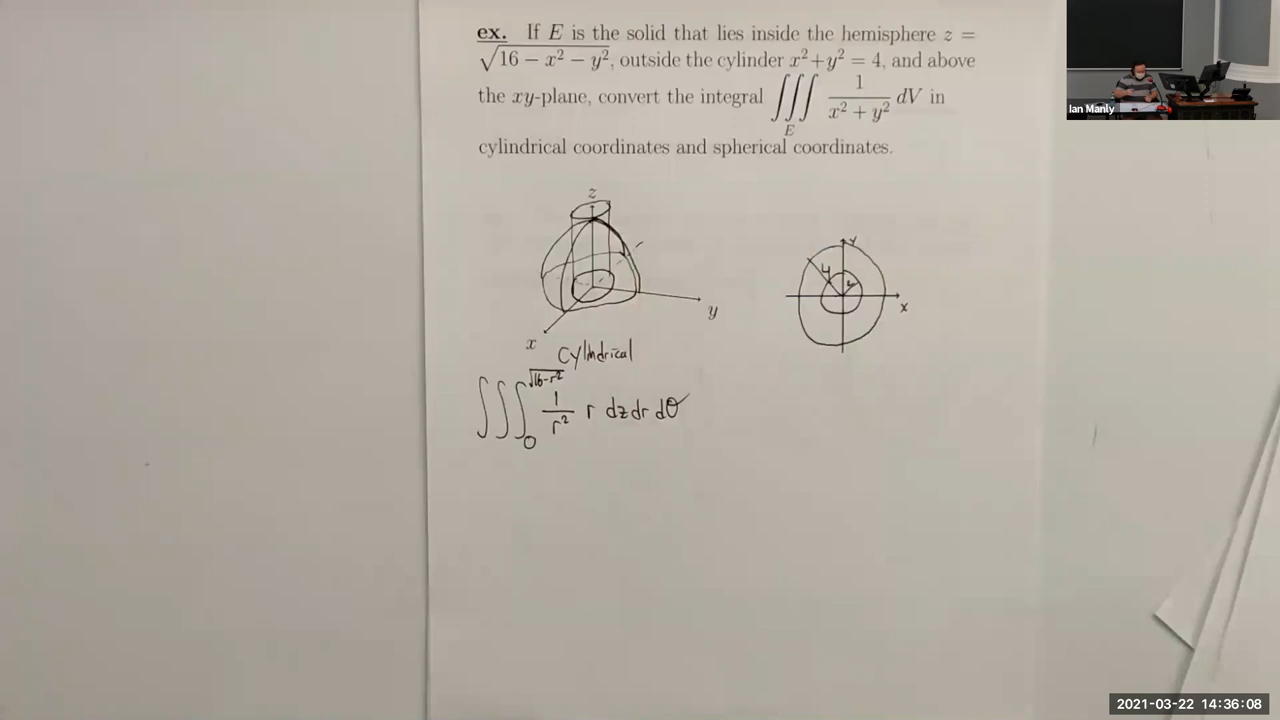 ex. If E is the solid that lies inside the hemisphere z =
√(16 − x² − y²), outside the cylinder x² + y² = 4, and above
the xy-plane, convert the integral ∭_E 1/(x² + y²) dV in
cylindrical coordinates and spherical coordinates.
Ian Manly
z
y
x
y
4
x
Cylindrical
∫∫∫_0^√(16-r²) 1/r² r dz dr dθ
2021-03-22 14:36:08